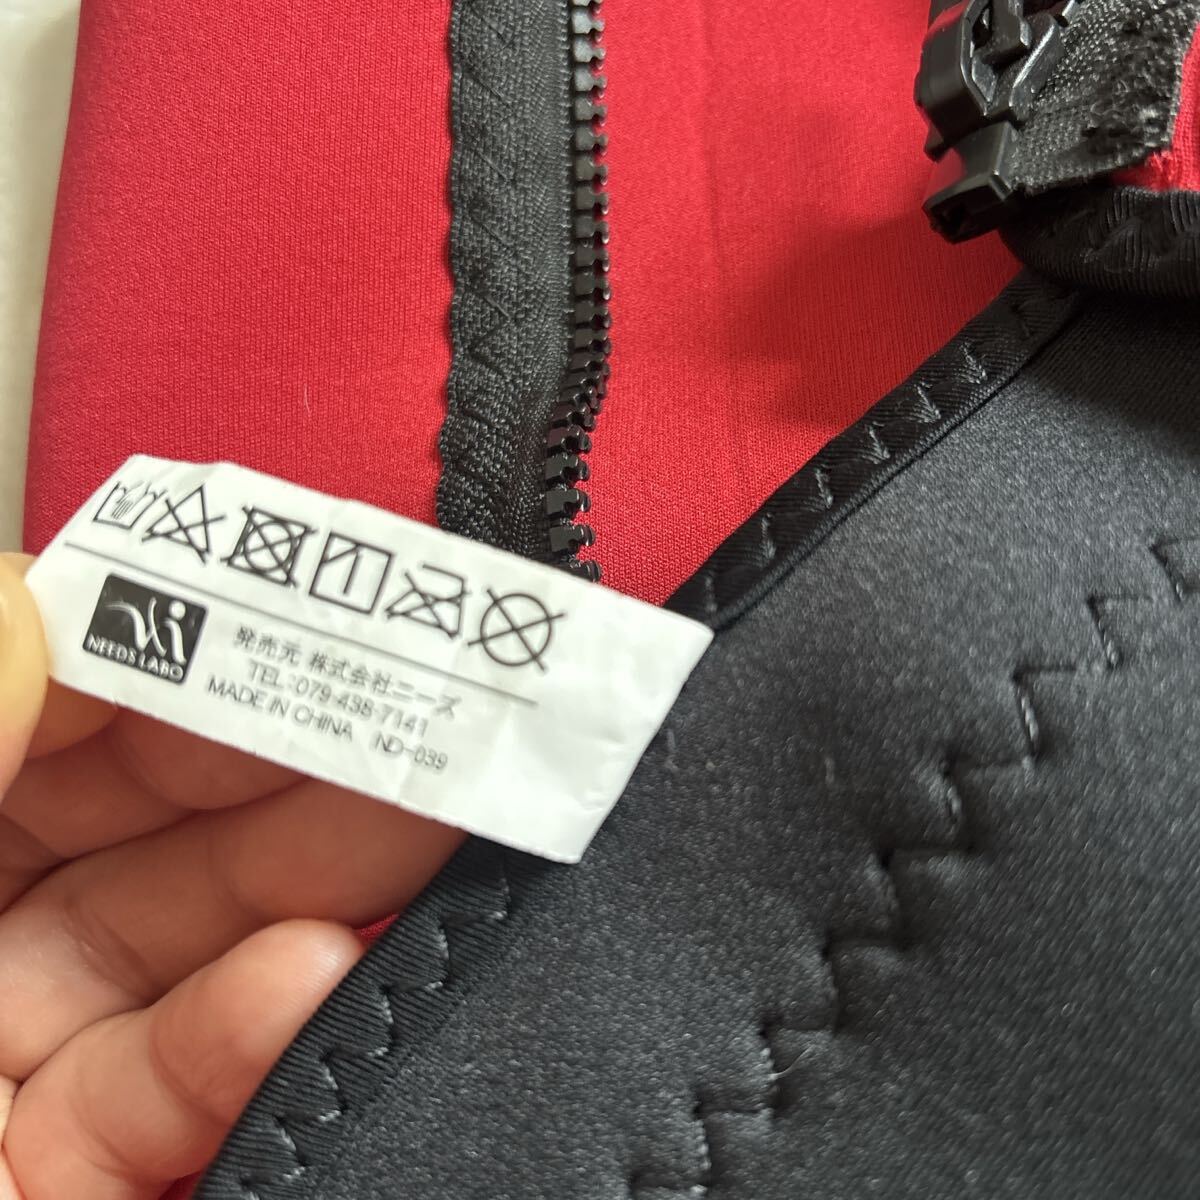 NEEDS LABO
発売元 株式会社ニーズ
TEL:079-438-7141
MADE IN CHINA ND-039